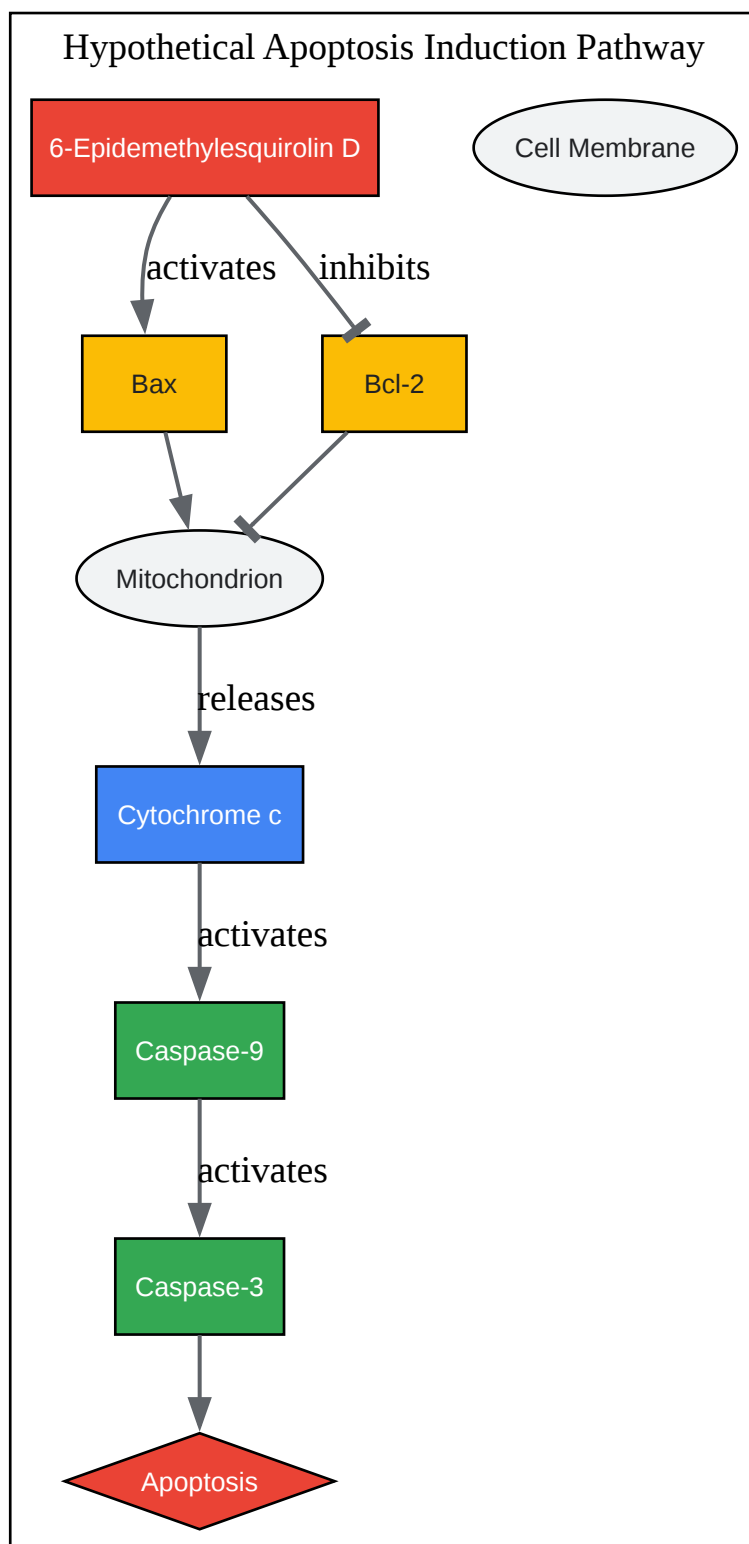 Hypothetical Apoptosis Induction Pathway
6-Epidemethylesquirolin D
Cell Membrane
activates
inhibits
Bax
Bcl-2
Mitochondrion
releases
Cytochrome c
activates
Caspase-9
activates
Caspase-3
Apoptosis